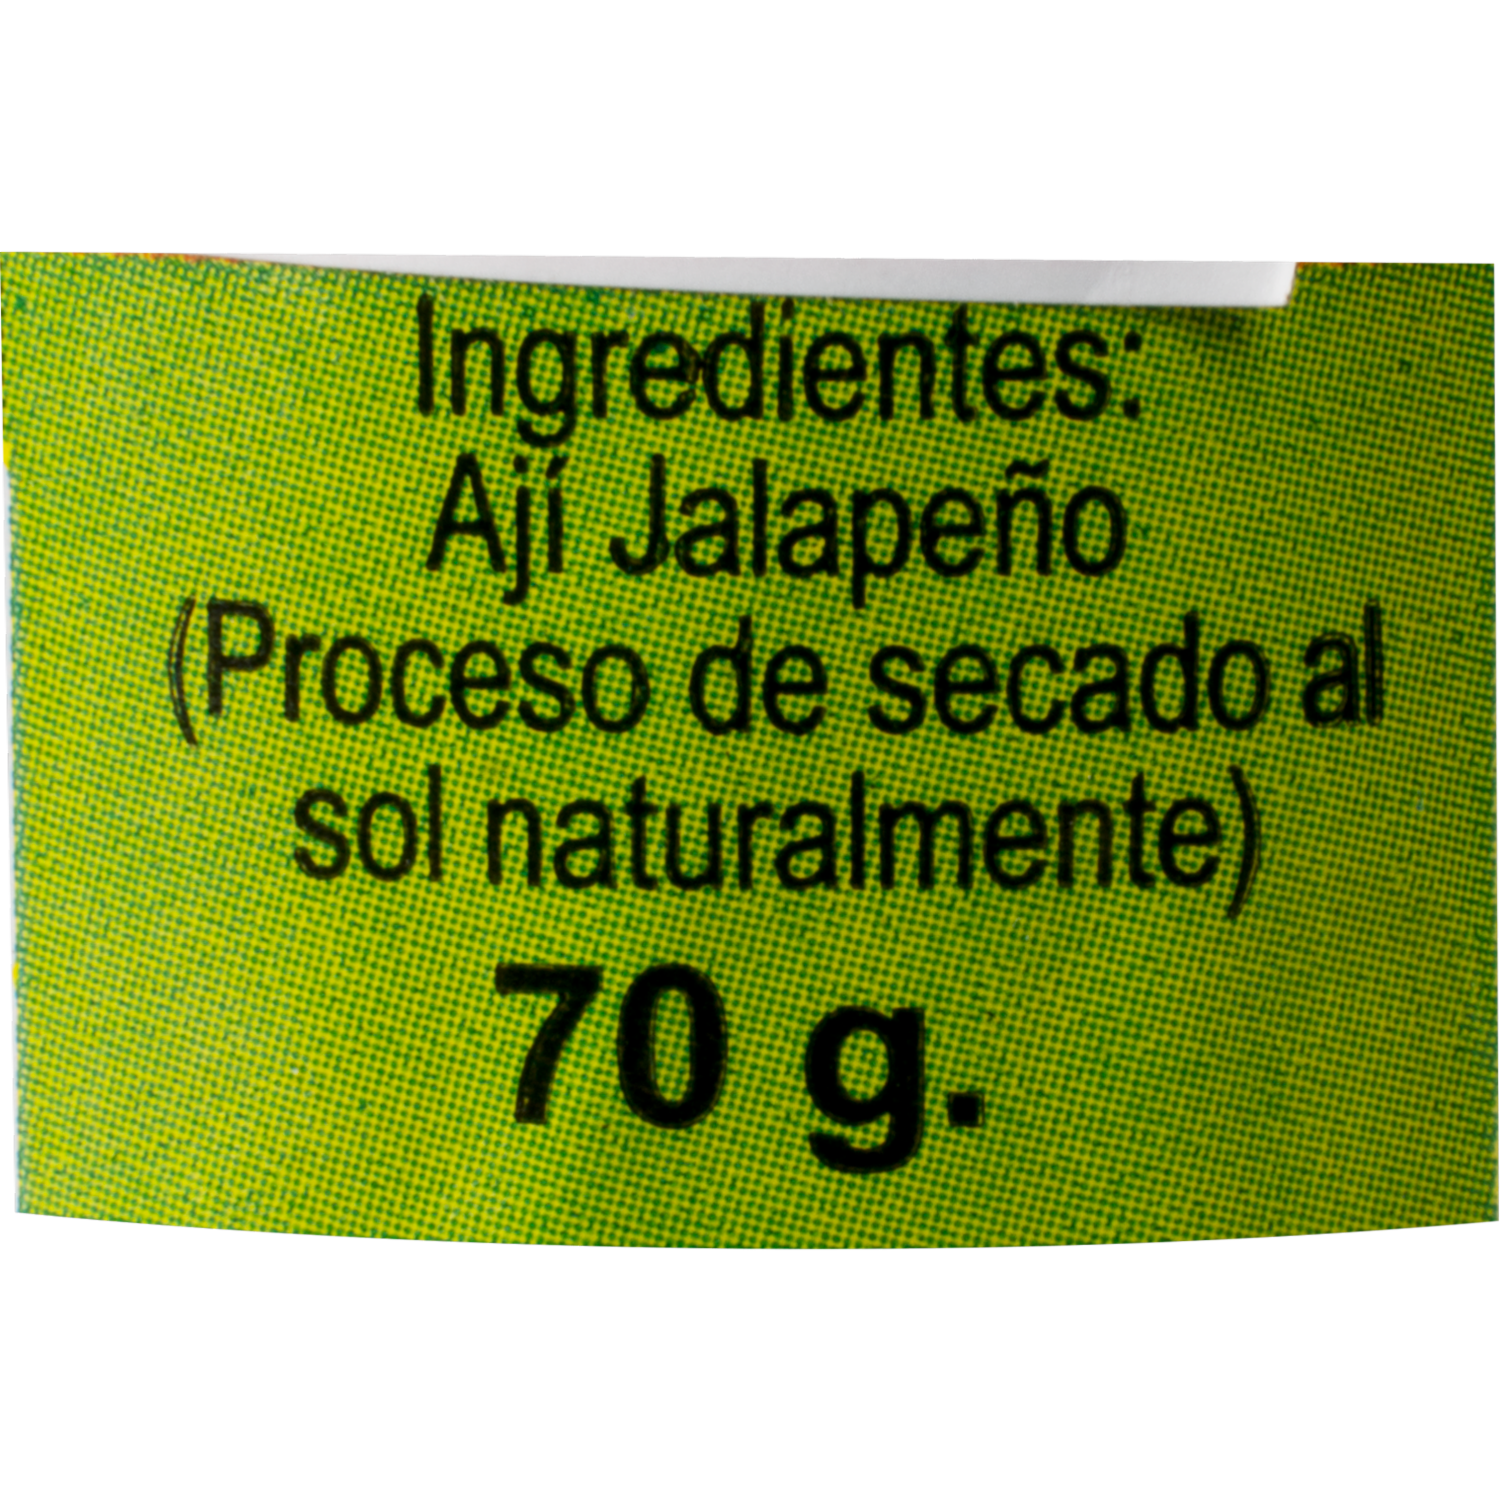 Ingredientes:
Ají Jalapeño
(Proceso de secado al
sol naturalmente)
70 g.